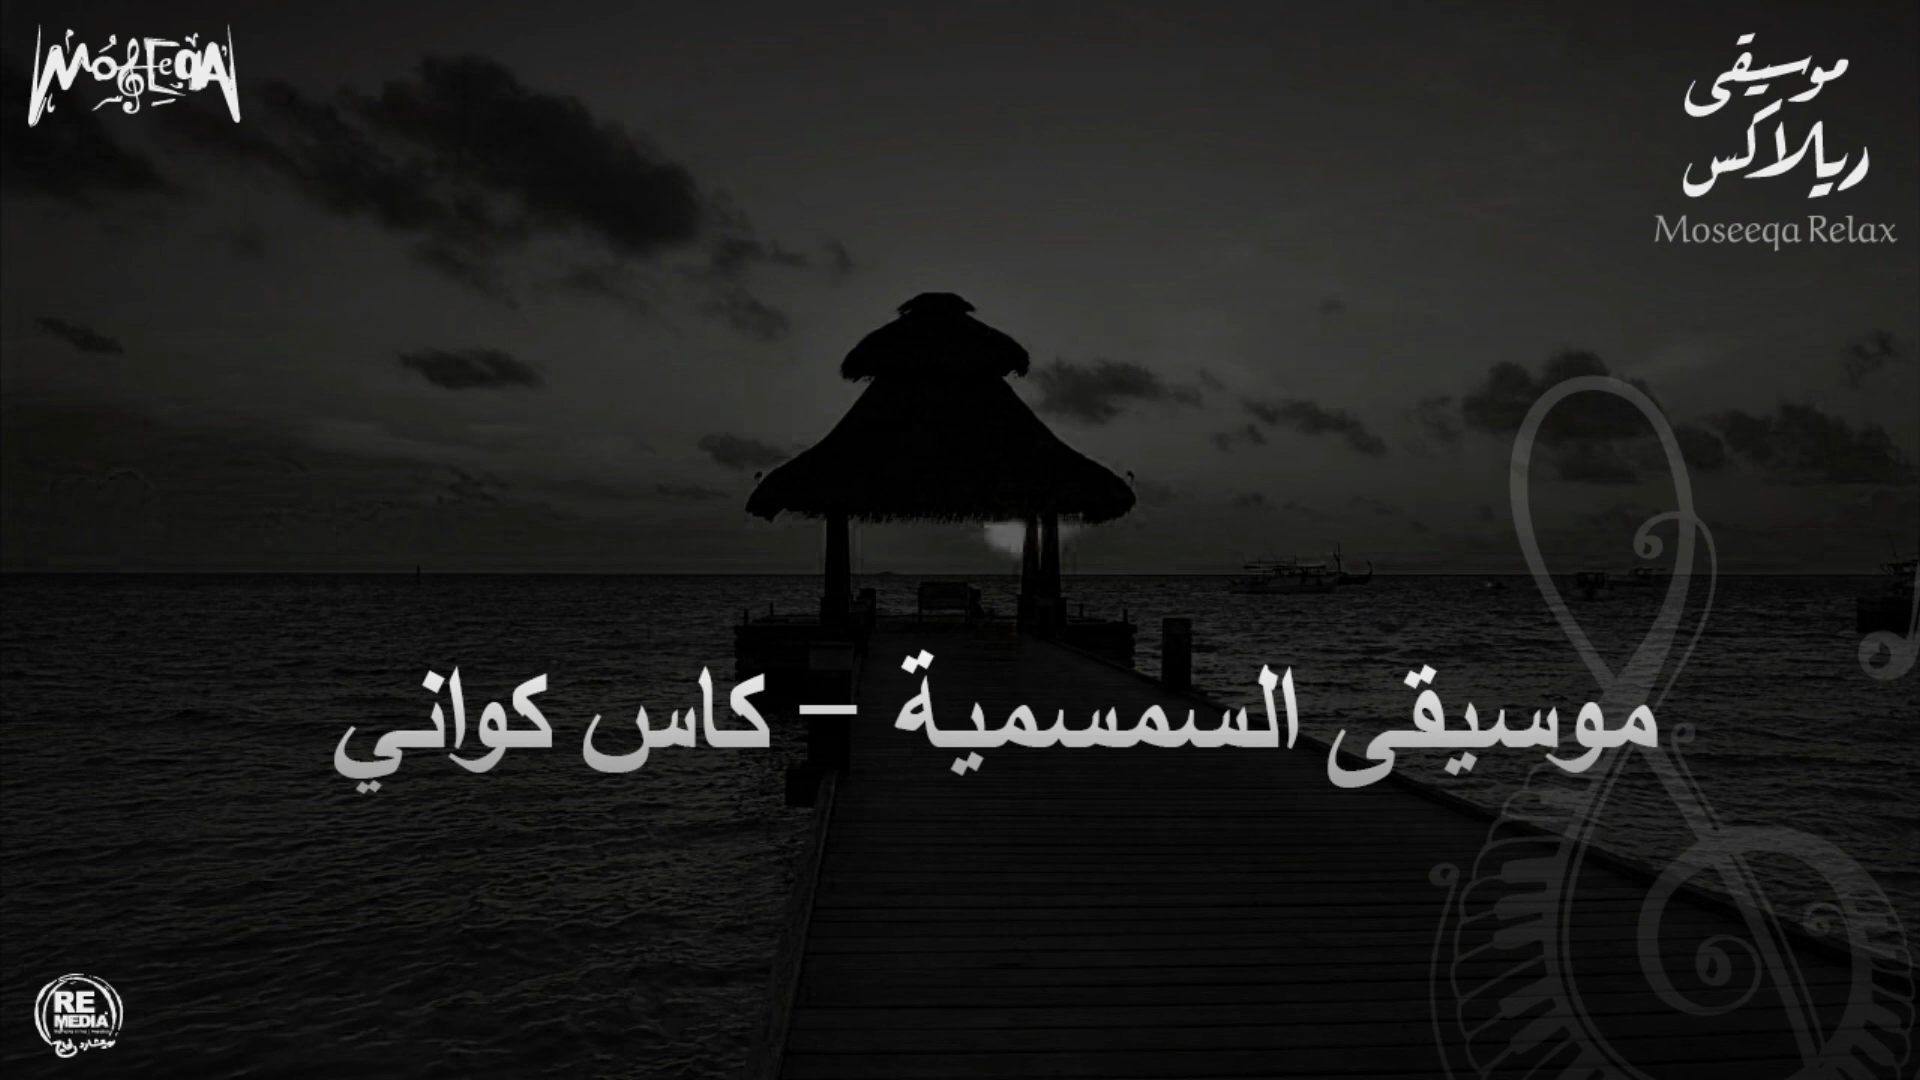 MOSEeqA
موسيقى
ريلاكس
Moseeqa Relax
موسيقى السمسمية – كاس كواني
RE
MEDIA